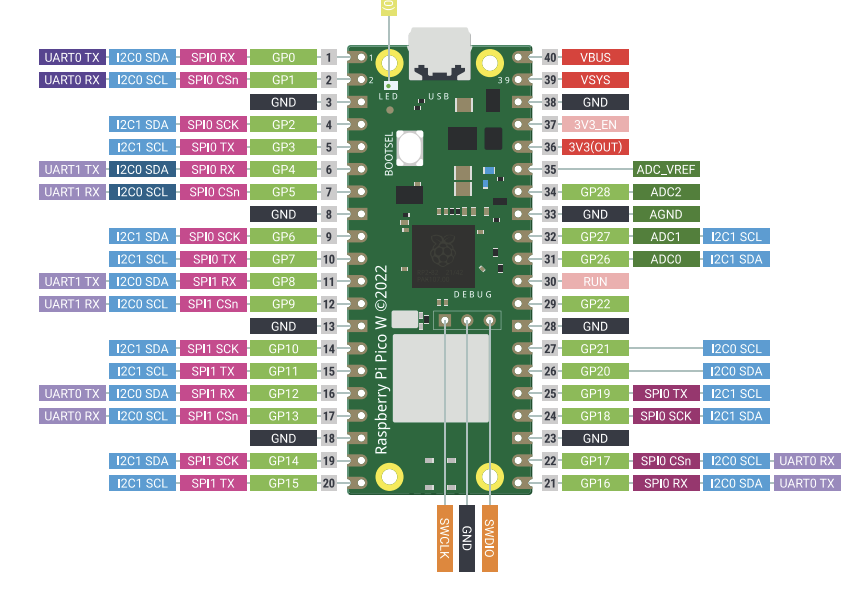 0)
UART0 TX I2C0 SDA SPI0 RX GP0 1 1 40 VBUS
UART0 RX I2C0 SCL SPI0 CSn GP1 2 2 39 39 VSYS
LED USB
GND 3 38 GND
I2C1 SDA SPI0 SCK GP2 4 37 3V3_EN
I2C1 SCL SPI0 TX GP3 5 36 3V3(OUT)
BOOTSEL
UART1 TX I2C0 SDA SPI0 RX GP4 6 35 ADC_VREF
UART1 RX I2C0 SCL SPI0 CSn GP5 7 34 GP28 ADC2
GND 8 33 GND AGND
I2C1 SDA SPI0 SCK GP6 9 32 GP27 ADC1 I2C1 SCL
I2C1 SCL SPI0 TX GP7 10 31 GP26 ADC0 I2C1 SDA
UART1 TX I2C0 SDA SPI1 RX GP8 11 30 RUN
DEBUG
UART1 RX I2C0 SCL SPI1 CSn GP9 12 29 GP22
GND 13 28 GND
I2C1 SDA SPI1 SCK GP10 14 27 GP21 I2C0 SCL
I2C1 SCL SPI1 TX GP11 15 26 GP20 I2C0 SDA
UART0 TX I2C0 SDA SPI1 RX GP12 16 25 GP19 SPI0 TX I2C1 SCL
UART0 RX I2C0 SCL SPI1 CSn GP13 17 24 GP18 SPI0 SCK I2C1 SDA
Raspberry Pi Pico W ©2022
GND 18 23 GND
I2C1 SDA SPI1 SCK GP14 19 22 GP17 SPI0 CSn I2C0 SCL UART0 RX
I2C1 SCL SPI1 TX GP15 20 21 GP16 SPI0 RX I2C0 SDA UART0 TX
SWCLK
GND
SWDIO